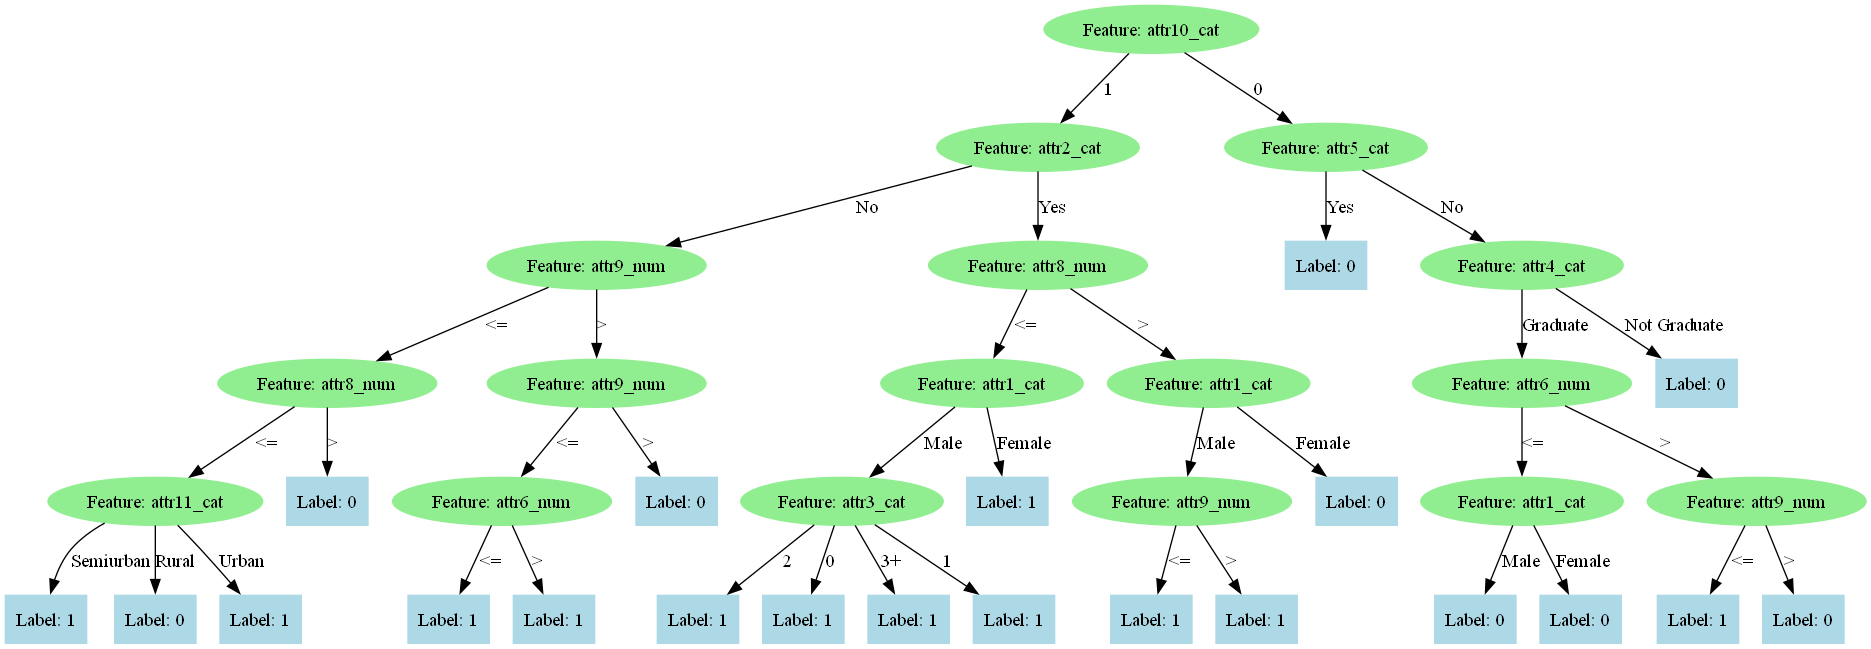 Feature: attr10_cat
1
0
Feature: attr2_cat
Feature: attr5_cat
No
Yes
Yes
No
Feature: attr9_num
Feature: attr8_num
Label: 0
Feature: attr4_cat
<=
>
<=
>
Graduate
Not Graduate
Feature: attr8_num
Feature: attr9_num
Feature: attr1_cat
Feature: attr1_cat
Feature: attr6_num
Label: 0
<=
>
<=
>
Male
Female
Male
Female
<=
>
Feature: attr11_cat
Label: 0
Feature: attr6_num
Label: 0
Feature: attr3_cat
Label: 1
Feature: attr9_num
Label: 0
Feature: attr1_cat
Feature: attr9_num
Semiurban
Rural
Urban
<=
>
2
0
3+
1
<=
>
Male
Female
<=
>
Label: 1
Label: 0
Label: 1
Label: 1
Label: 1
Label: 1
Label: 1
Label: 1
Label: 1
Label: 1
Label: 1
Label: 0
Label: 0
Label: 1
Label: 0